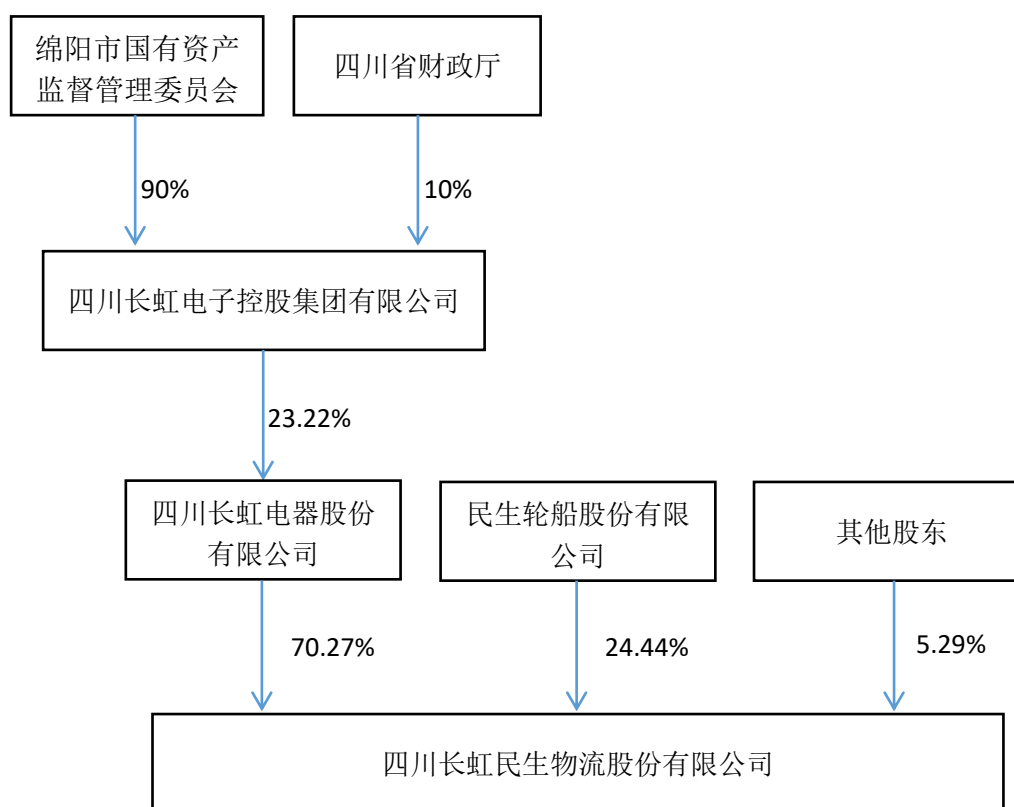 绵阳市国有资产
监督管理委员会
四川省财政厅
90%
10%
四川长虹电子控股集团有限公司
23.22%
四川长虹电器股份
有限公司
民生轮船股份有限
公司
其他股东
70.27%
24.44%
5.29%
四川长虹民生物流股份有限公司